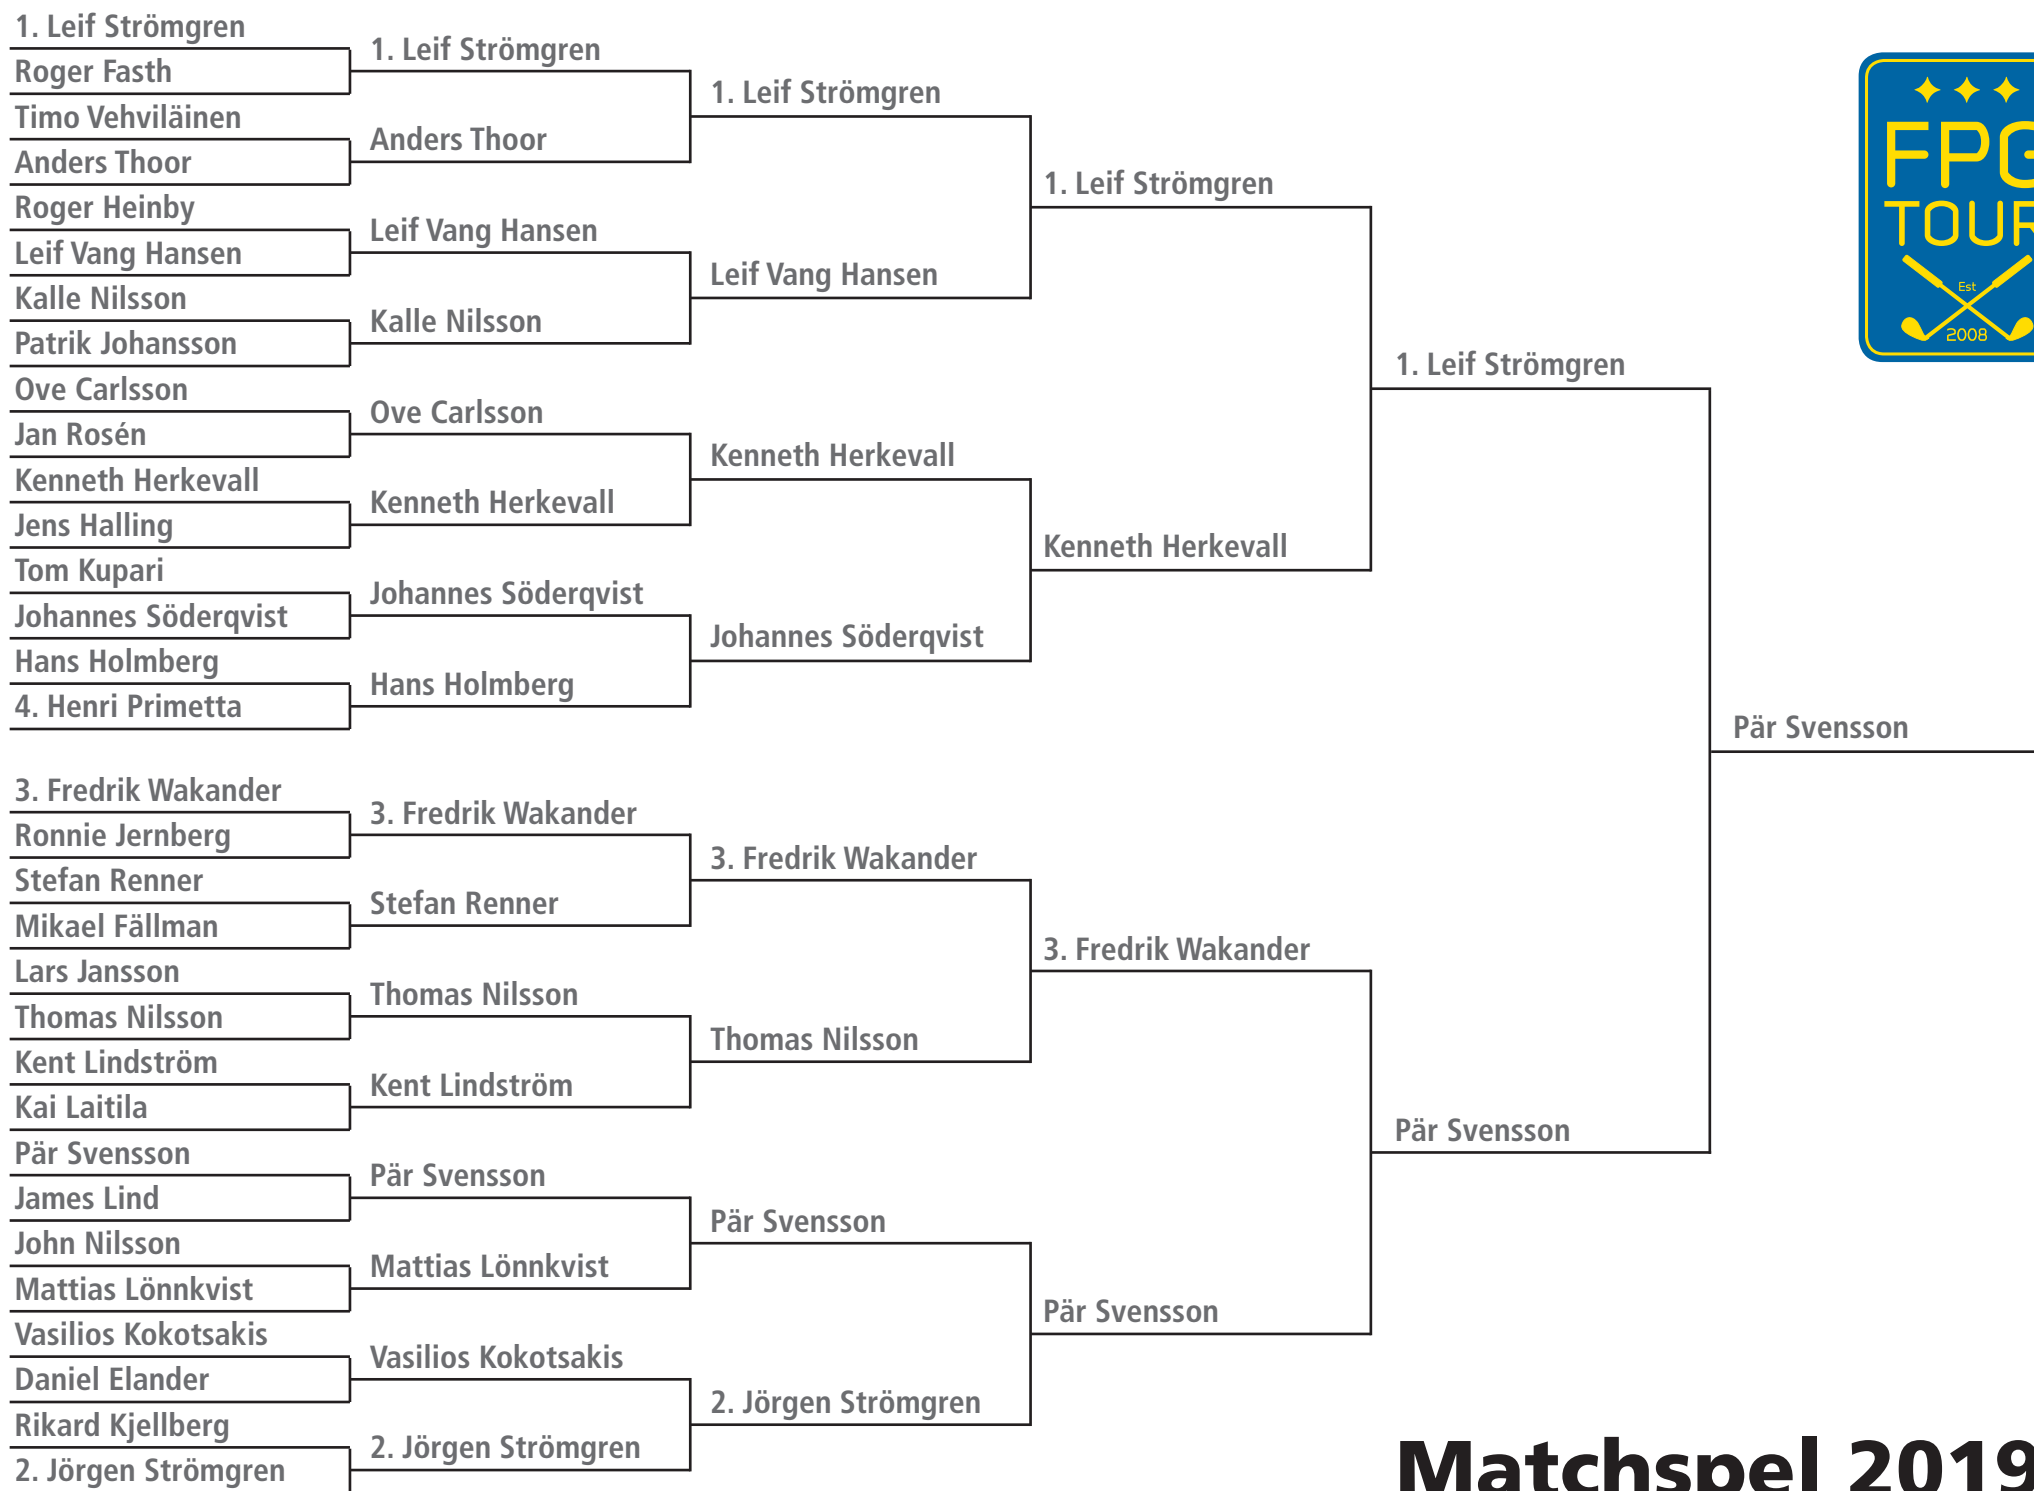 1. Leif Strömgren
Roger Fasth
Timo Vehviläinen
Anders Thoor
Roger Heinby
Leif Vang Hansen
Kalle Nilsson
Patrik Johansson
Ove Carlsson
Jan Rosén
Kenneth Herkevall
Jens Halling
Tom Kupari
Johannes Söderqvist
Hans Holmberg
4. Henri Primetta
3. Fredrik Wakander
Ronnie Jernberg
Stefan Renner
Mikael Fällman
Lars Jansson
Thomas Nilsson
Kent Lindström
Kai Laitila
Pär Svensson
James Lind
John Nilsson
Mattias Lönnkvist
Vasilios Kokotsakis
Daniel Elander
Rikard Kjellberg
2. Jörgen Strömgren
1. Leif Strömgren
Anders Thoor
Leif Vang Hansen
Kalle Nilsson
Ove Carlsson
Kenneth Herkevall
Johannes Söderqvist
Hans Holmberg
3. Fredrik Wakander
Stefan Renner
Thomas Nilsson
Kent Lindström
Pär Svensson
Mattias Lönnkvist
Vasilios Kokotsakis
2. Jörgen Strömgren
1. Leif Strömgren
Leif Vang Hansen
Kenneth Herkevall
Johannes Söderqvist
3. Fredrik Wakander
Thomas Nilsson
Pär Svensson
2. Jörgen Strömgren
1. Leif Strömgren
Kenneth Herkevall
3. Fredrik Wakander
Pär Svensson
1. Leif Strömgren
Pär Svensson
Pär Svensson
FPG
TOUR
Est
2008
Matchspel 2019